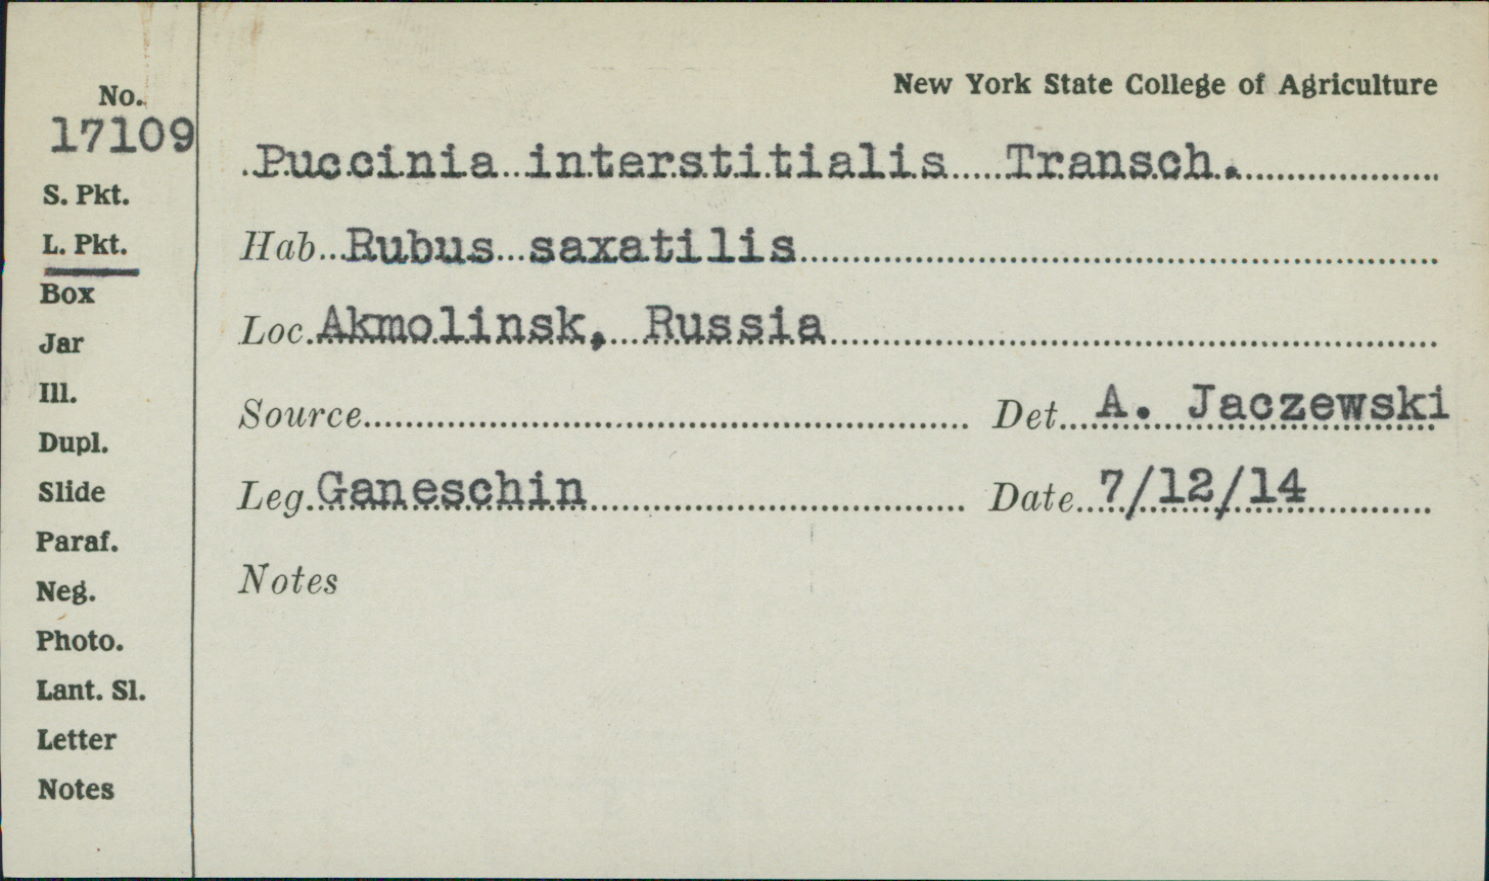 New York State College of Agriculture
No.
17109
S. Pkt.
L. Pkt.
Box
Jar
Ill.
Dupl.
Slide
Paraf.
Neg.
Photo.
Lant. Sl.
Letter
Notes
Puccinia interstitialis Transch.
Hab. Rubus saxatilis
Loc. Akmolinsk, Russia
Source Det. A. Jaczewski
Leg. Ganeschin Date 7/12/14
Notes